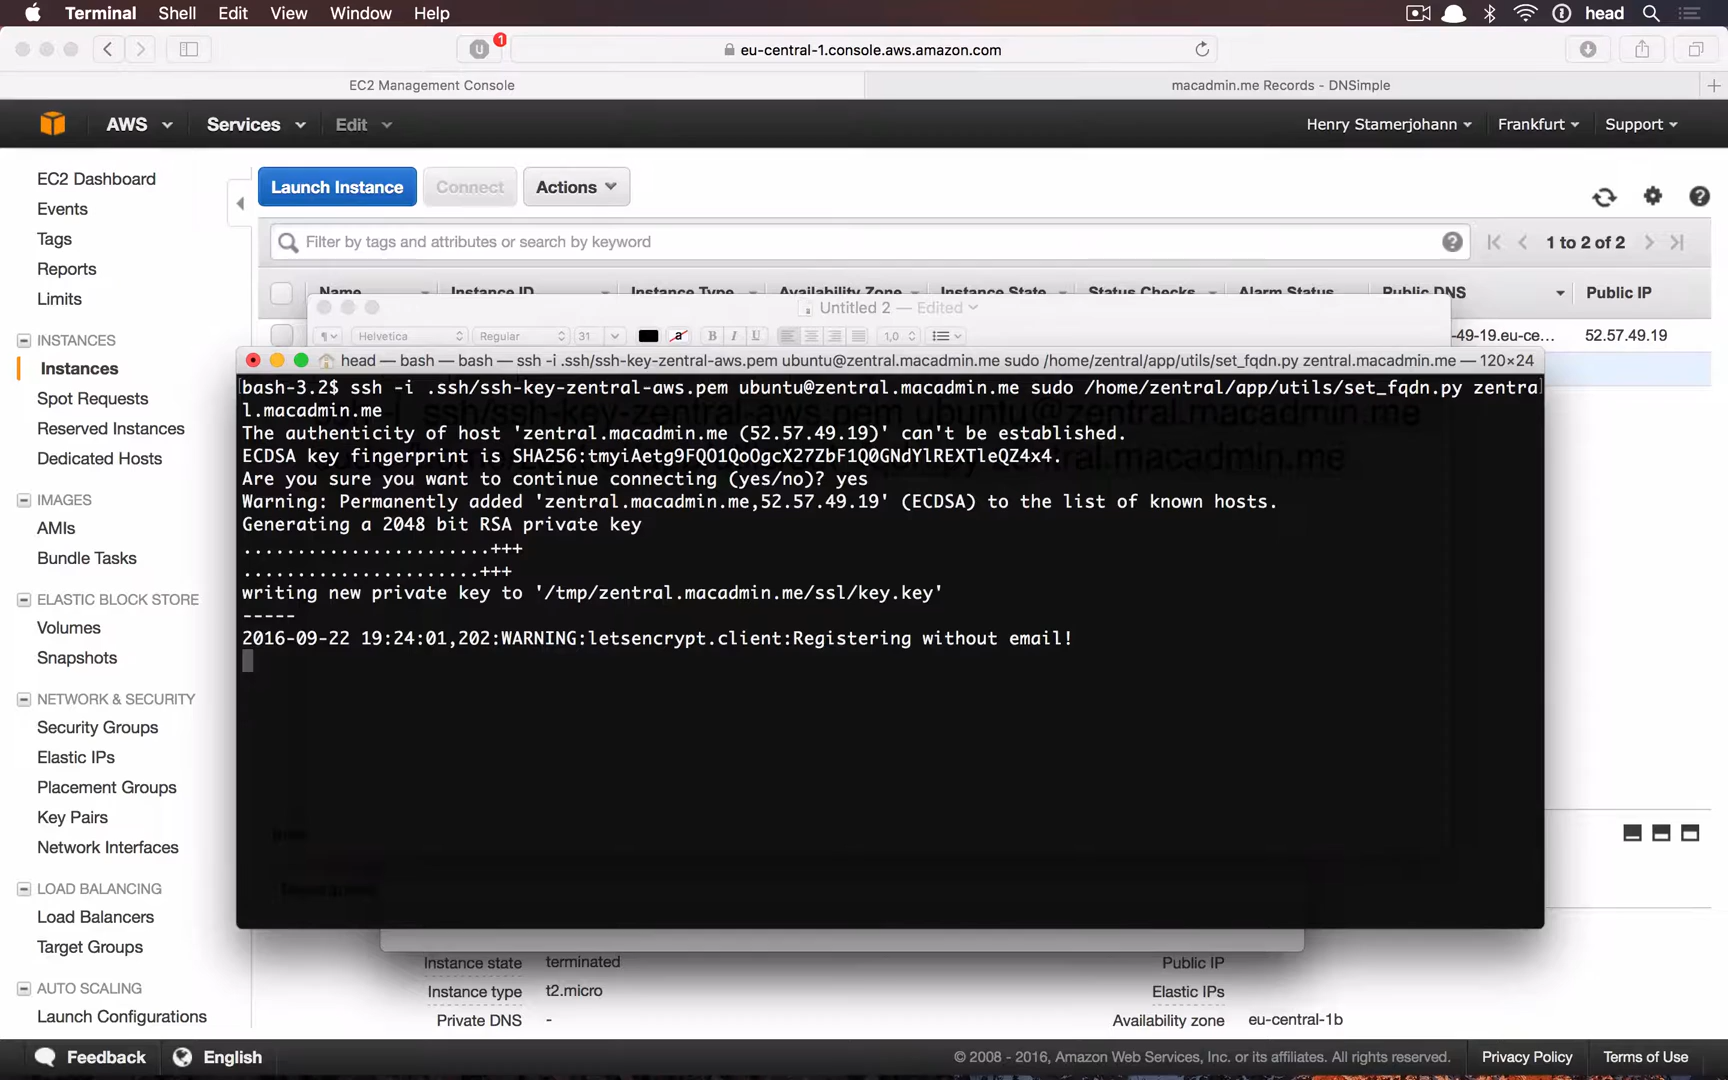 Terminal Shell Edit View Window Help head
1
eu-central-1.console.aws.amazon.com
EC2 Management Console
macadmin.me Records - DNSimple
AWS Services Edit Henry Stamerjohann Frankfurt Support
EC2 Dashboard
Events
Tags
Reports
Limits
INSTANCES
Instances
Spot Requests
Reserved Instances
Dedicated Hosts
IMAGES
AMIs
Bundle Tasks
ELASTIC BLOCK STORE
Volumes
Snapshots
NETWORK & SECURITY
Security Groups
Elastic IPs
Placement Groups
Key Pairs
Network Interfaces
LOAD BALANCING
Load Balancers
Target Groups
AUTO SCALING
Launch Configurations
Launch Instance Connect Actions
Filter by tags and attributes or search by keyword
1 to 2 of 2
Name Instance ID Instance Type Availability Zone Instance State Status Checks Alarm Status Public DNS Public IP
Untitled 2 — Edited
-49-19.eu-ce... 52.57.49.19
Helvetica Regular 31 a B I U 1,0
head — bash — bash — ssh -i .ssh/ssh-key-zentral-aws.pem ubuntu@zentral.macadmin.me sudo /home/zentral/app/utils/set_fqdn.py zentral.macadmin.me — 120×24
bash-3.2$ ssh -i .ssh/ssh-key-zentral-aws.pem ubuntu@zentral.macadmin.me sudo /home/zentral/app/utils/set_fqdn.py zentra
l.macadmin.me
The authenticity of host 'zentral.macadmin.me (52.57.49.19)' can't be established.
ECDSA key fingerprint is SHA256:tmyiAetg9FQO1QoOgcX27ZbF1Q0GNdYlREXTleQZ4x4.
Are you sure you want to continue connecting (yes/no)? yes
Warning: Permanently added 'zentral.macadmin.me,52.57.49.19' (ECDSA) to the list of known hosts.
Generating a 2048 bit RSA private key
.......................+++
......................+++
writing new private key to '/tmp/zentral.macadmin.me/ssl/key.key'
-----
2016-09-22 19:24:01,202:WARNING:letsencrypt.client:Registering without email!
Instance state terminated Public IP
Instance type t2.micro Elastic IPs
Private DNS - Availability zone eu-central-1b
Feedback English © 2008 - 2016, Amazon Web Services, Inc. or its affiliates. All rights reserved. Privacy Policy Terms of Use